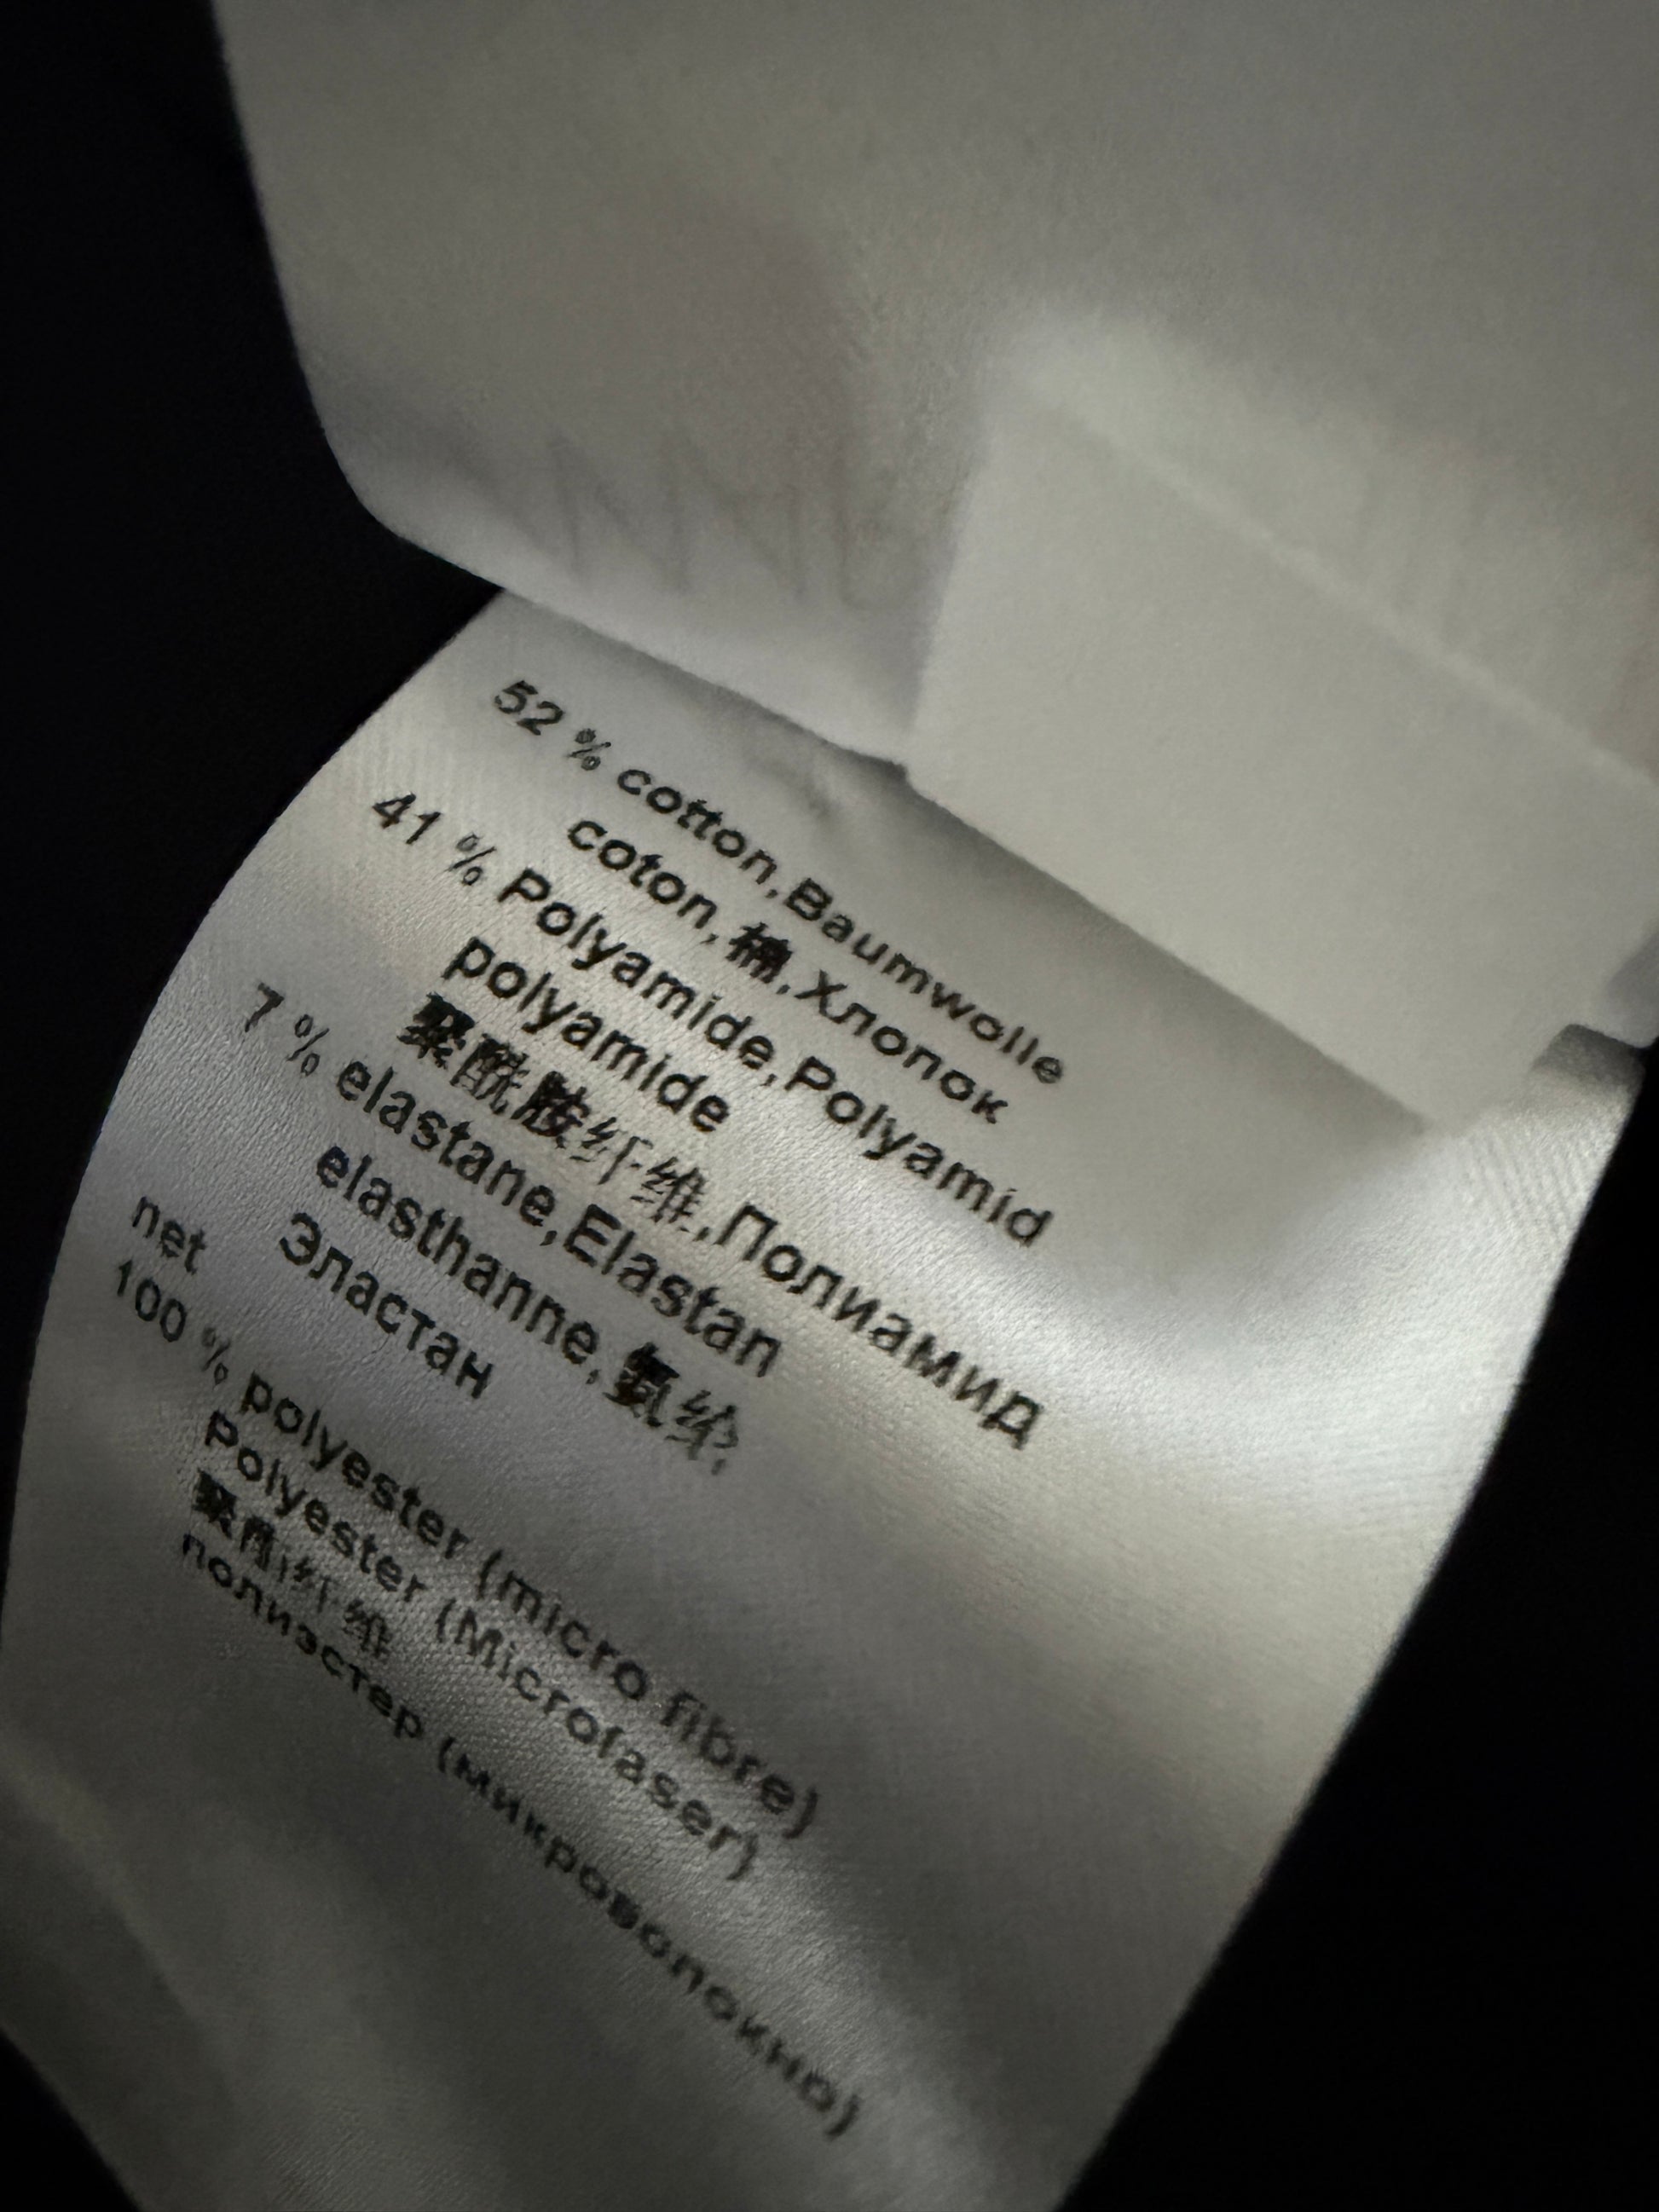 52 % cotton,Baumwolle
coton,棉,Хлопок
41 % Polyamide,Polyamid
polyamide
聚酰胺纤维,Полиамид
7 % elastane,Elastan
elasthanne,氨纶
Эластан
net
100 % polyester (micro fibre)
Polyester (Microfaser)
聚酯纤维
полиэстер (микроволокно)